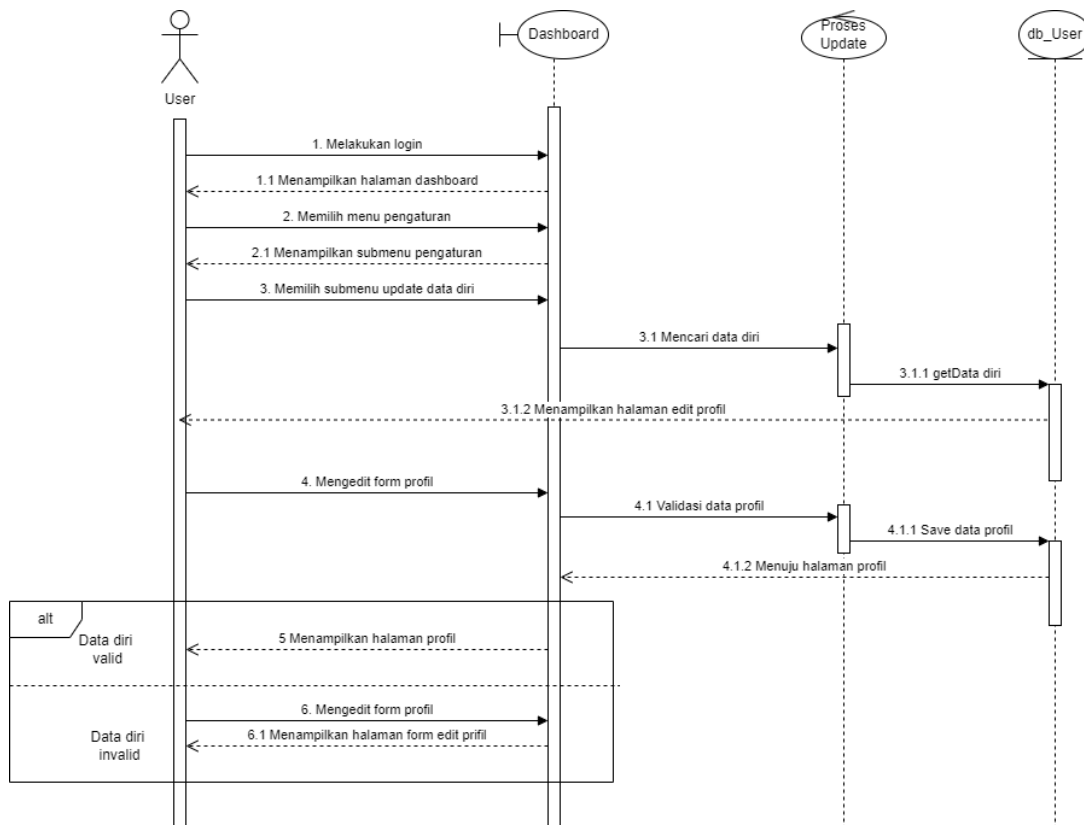 User
Dashboard
Proses
Update
db_User
1. Melakukan login
1.1 Menampilkan halaman dashboard
2. Memilih menu pengaturan
2.1 Menampilkan submenu pengaturan
3. Memilih submenu update data diri
3.1 Mencari data diri
3.1.1 getData diri
3.1.2 Menampilkan halaman edit profil
4. Mengedit form profil
4.1 Validasi data profil
4.1.1 Save data profil
4.1.2 Menuju halaman profil
alt
Data diri
valid
5 Menampilkan halaman profil
6. Mengedit form profil
6.1 Menampilkan halaman form edit prifil
Data diri
invalid